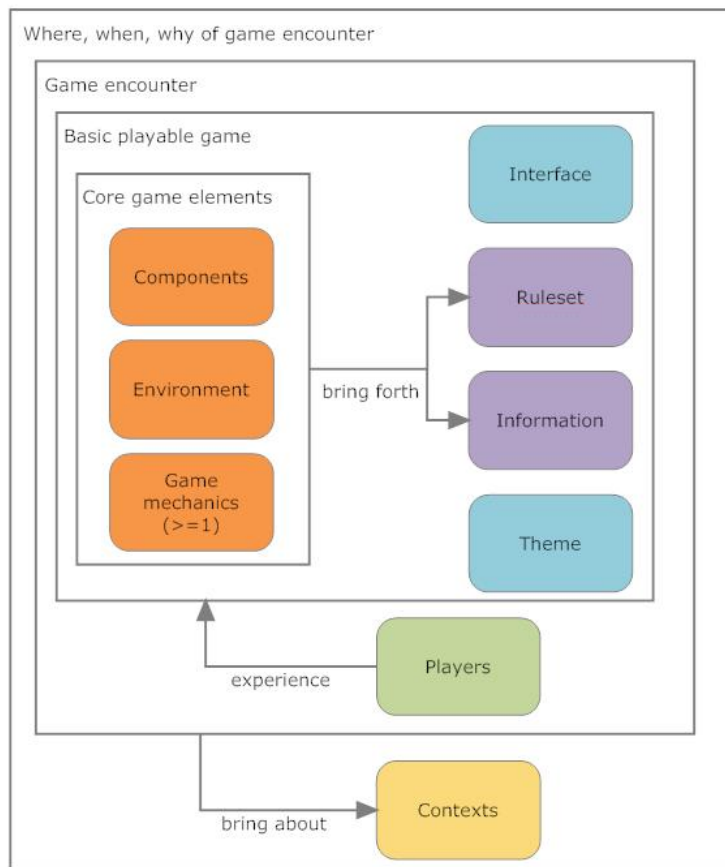 Where, when, why of game encounter
Game encounter
Basic playable game
Interface
Core game elements
Components
Ruleset
Environment
bring forth
Information
Game
mechanics
(>=1)
Theme
experience
Players
bring about
Contexts